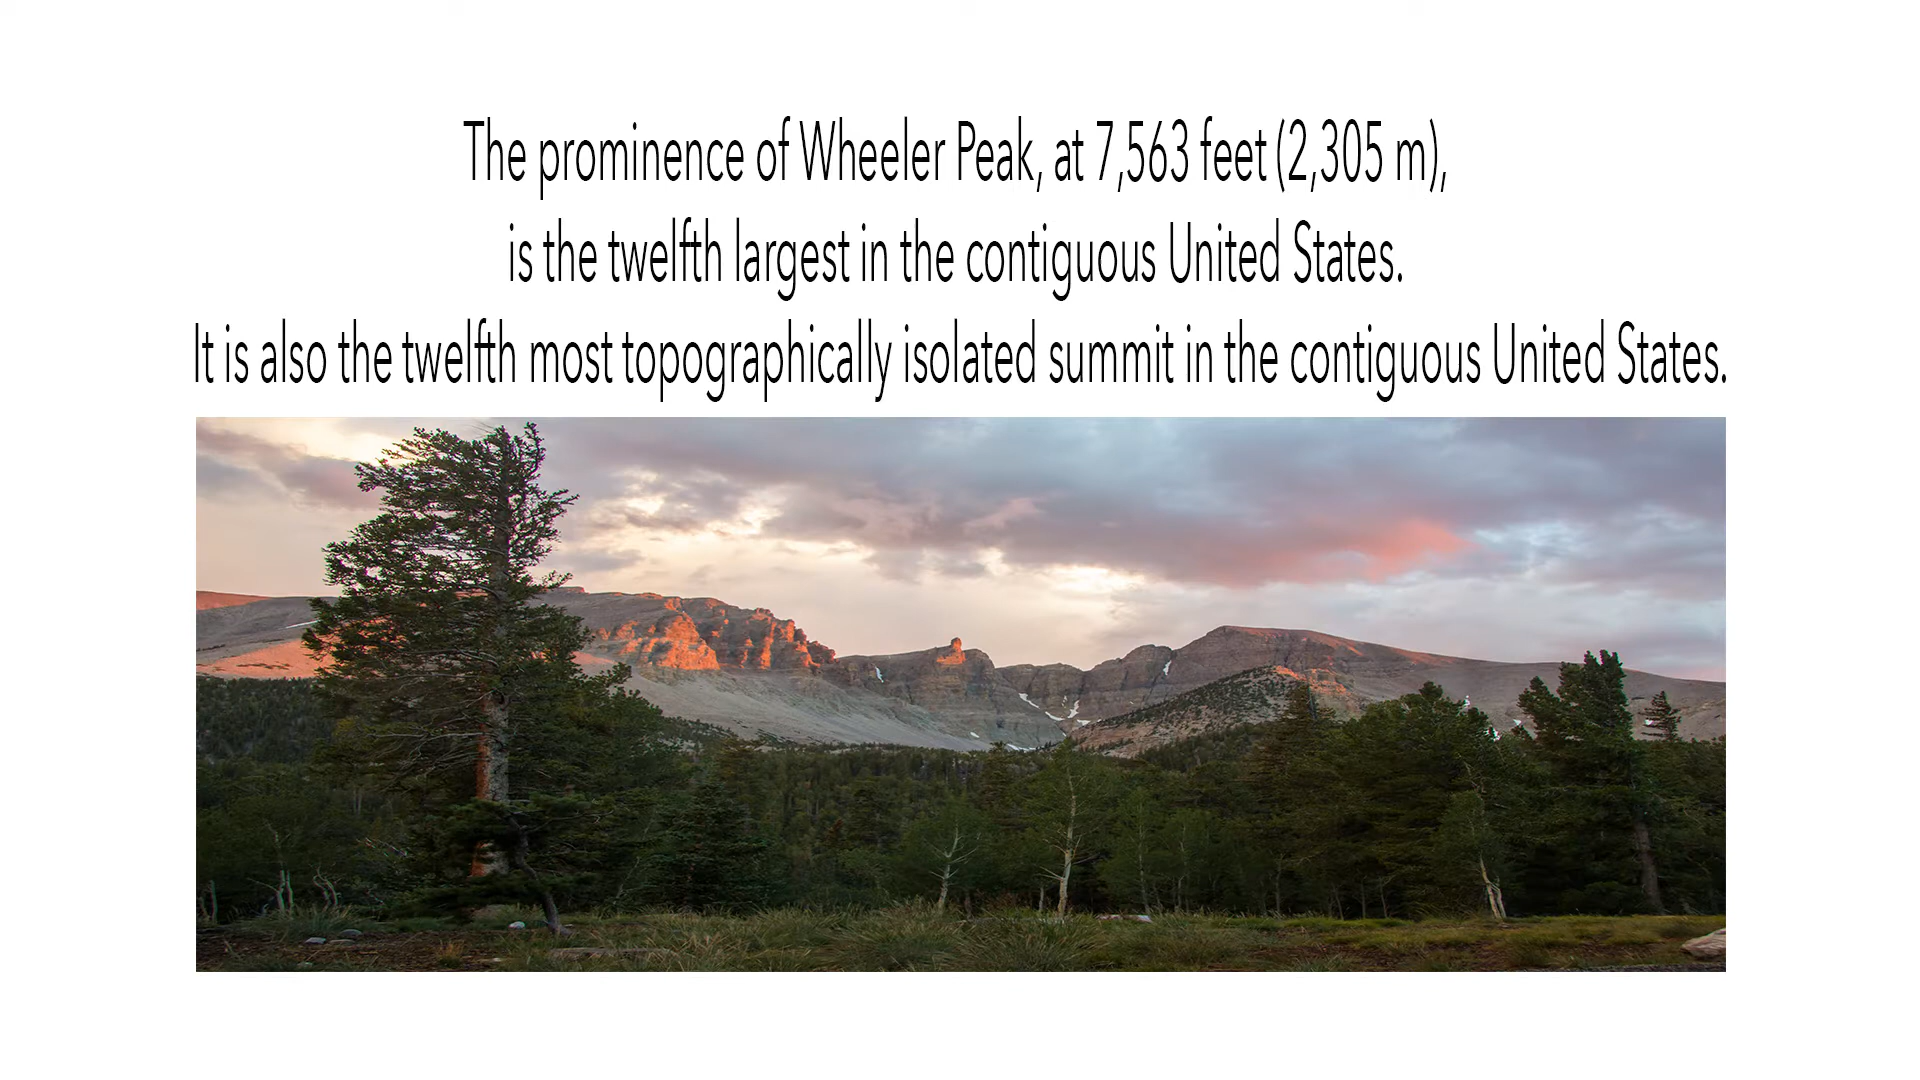 The prominence of Wheeler Peak, at 7,563 feet (2,305 m),
is the twelfth largest in the contiguous United States.
It is also the twelfth most topographically isolated summit in the contiguous United States.